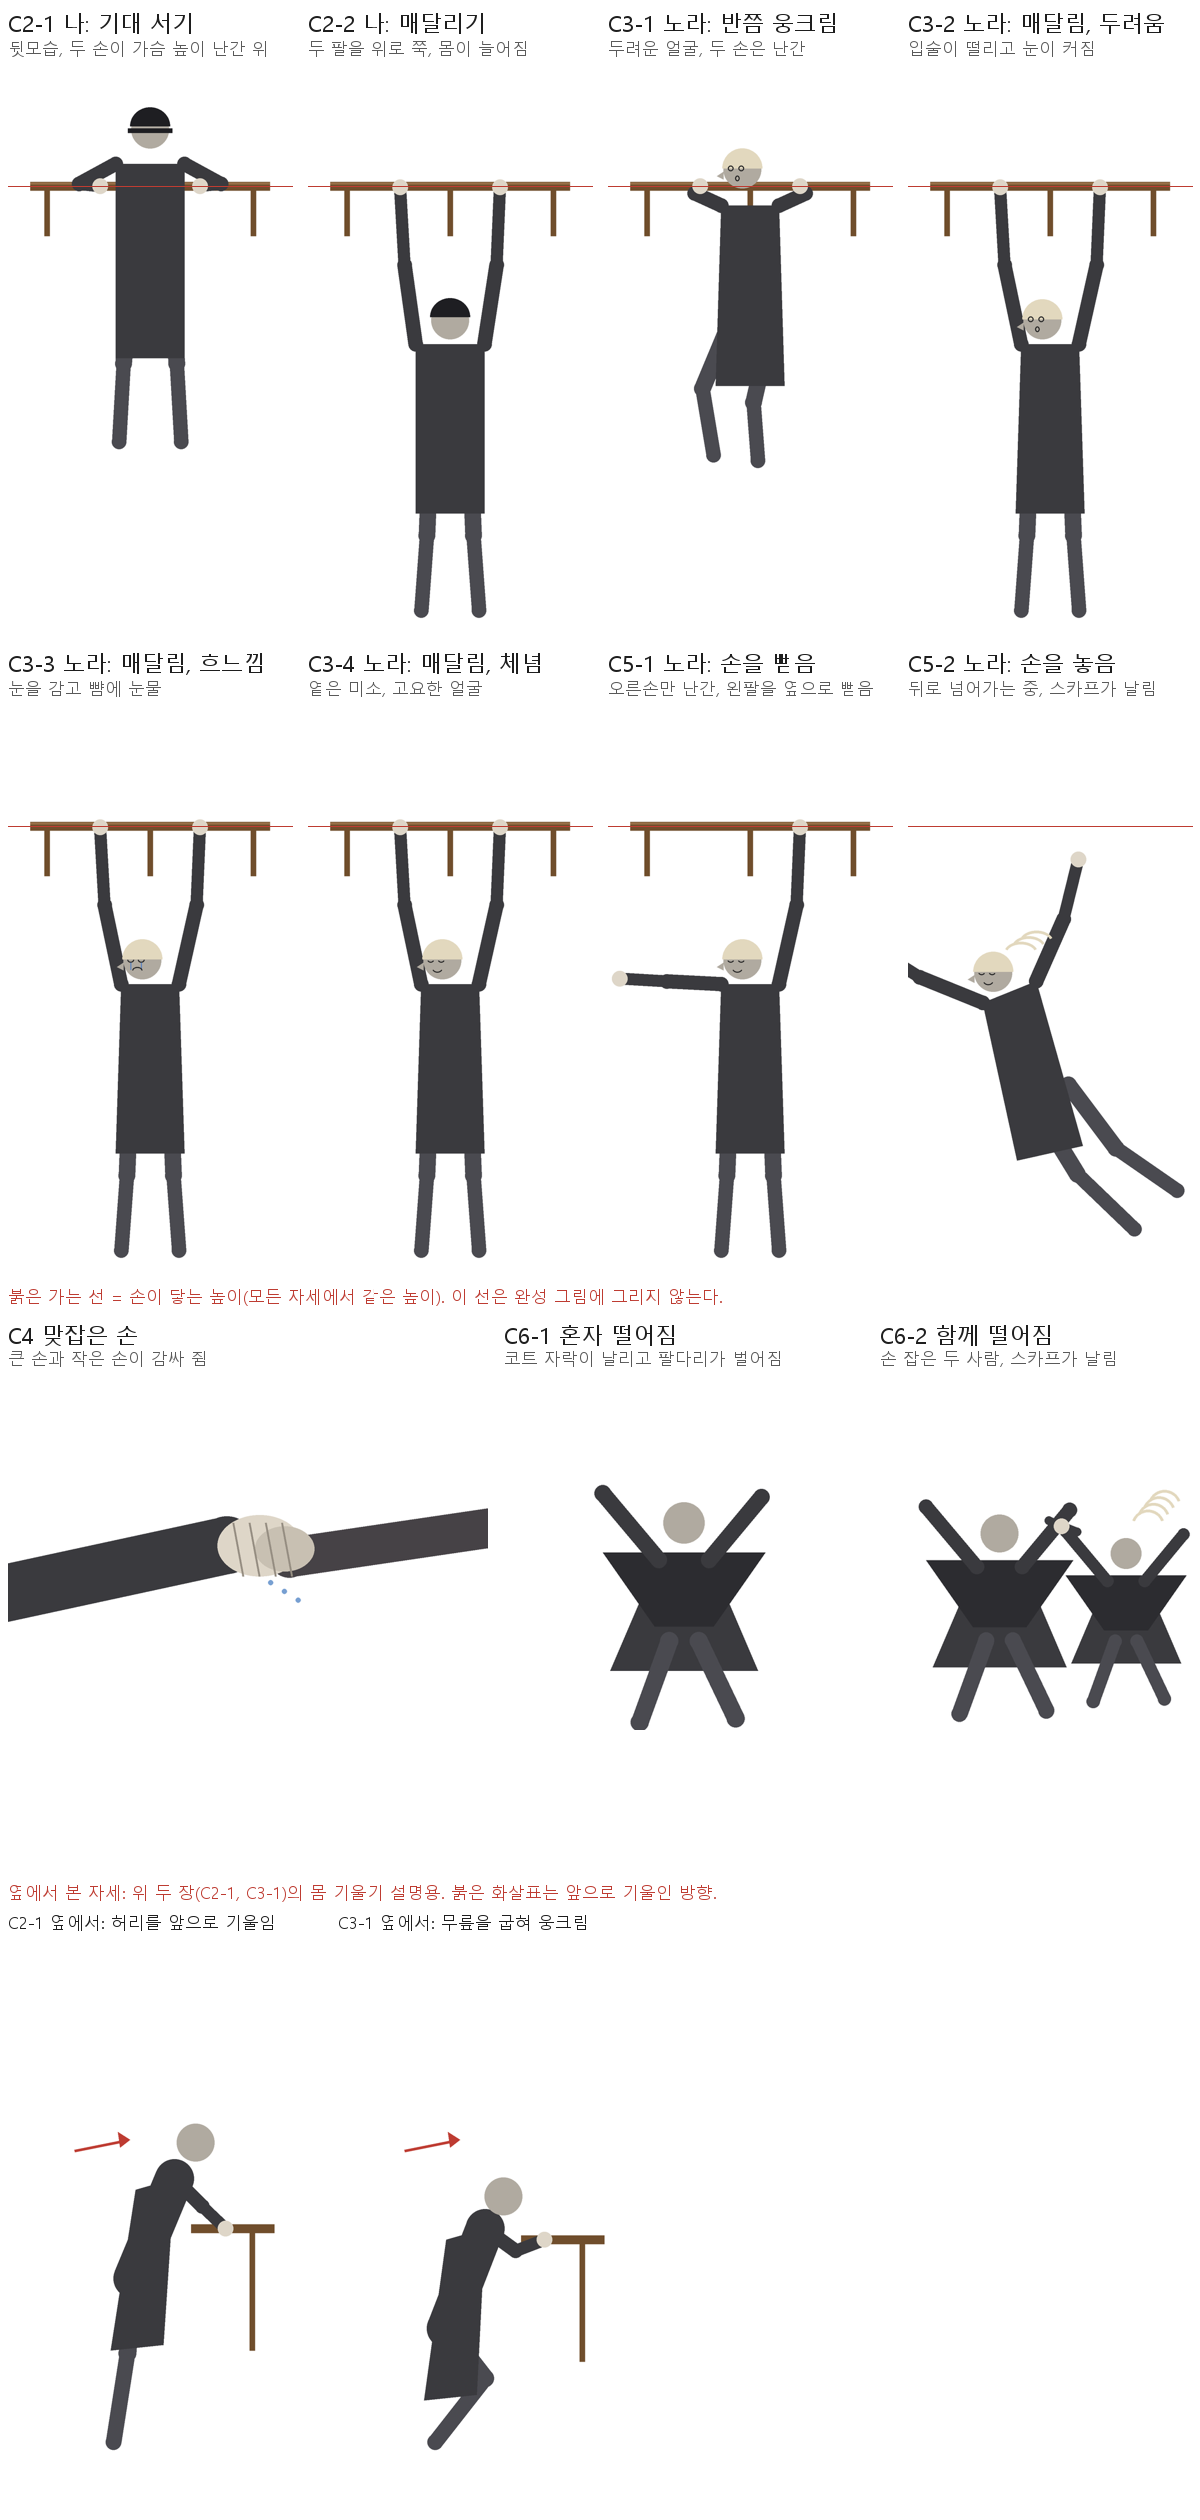 C2-1 나: 기대 서기
뒷모습, 두 손이 가슴 높이 난간 위
C2-2 나: 매달리기
두 팔을 위로 쭉, 몸이 늘어짐
C3-1 노라: 반쯤 웅크림
두려운 얼굴, 두 손은 난간
C3-2 노라: 매달림, 두려움
입술이 떨리고 눈이 커짐
C3-3 노라: 매달림, 흐느낌
눈을 감고 뺨에 눈물
C3-4 노라: 매달림, 체념
옅은 미소, 고요한 얼굴
C5-1 노라: 손을 뻗음
오른손만 난간, 왼팔을 옆으로 뻗음
C5-2 노라: 손을 놓음
뒤로 넘어가는 중, 스카프가 날림
붉은 가는 선 = 손이 닿는 높이(모든 자세에서 같은 높이). 이 선은 완성 그림에 그리지 않는다.
C4 맞잡은 손
큰 손과 작은 손이 감싸 쥠
C6-1 혼자 떨어짐
코트 자락이 날리고 팔다리가 벌어짐
C6-2 함께 떨어짐
손 잡은 두 사람, 스카프가 날림
옆에서 본 자세: 위 두 장(C2-1, C3-1)의 몸 기울기 설명용. 붉은 화살표는 앞으로 기울인 방향.
C2-1 옆에서: 허리를 앞으로 기울임
C3-1 옆에서: 무릎을 굽혀 웅크림